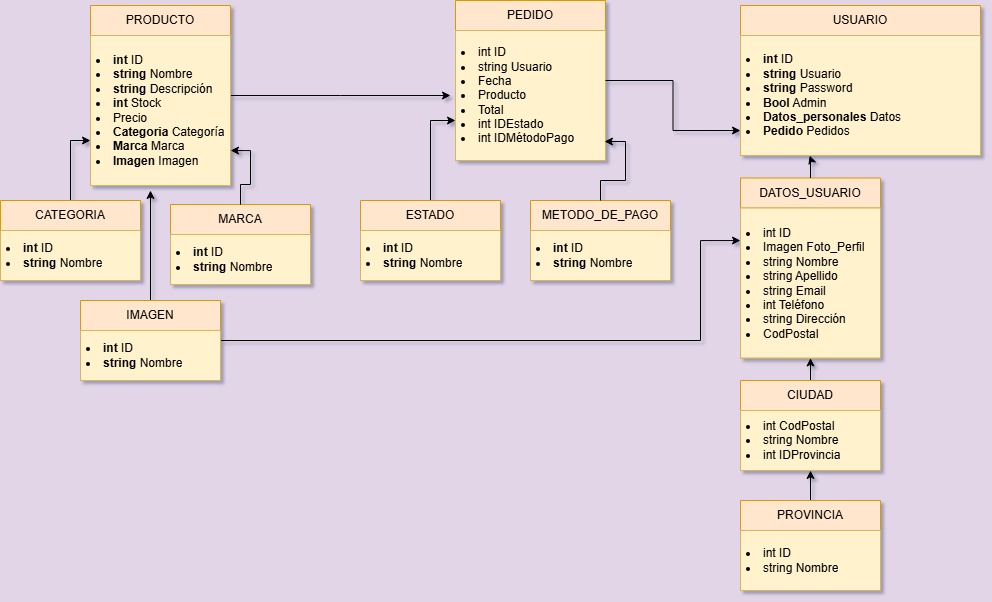 PRODUCTO
int ID
string Nombre
string Descripción
int Stock
Precio
Categoria Categoría
Marca Marca
Imagen Imagen
PEDIDO
int ID
string Usuario
Fecha
Producto
Total
int IDEstado
int IDMétodoPago
USUARIO
int ID
string Usuario
string Password
Bool Admin
Datos_personales Datos
Pedido Pedidos
CATEGORIA
int ID
string Nombre
MARCA
int ID
string Nombre
ESTADO
int ID
string Nombre
METODO_DE_PAGO
int ID
string Nombre
DATOS_USUARIO
int ID
Imagen Foto_Perfil
string Nombre
string Apellido
string Email
int Teléfono
string Dirección
CodPostal
IMAGEN
int ID
string Nombre
CIUDAD
int CodPostal
string Nombre
int IDProvincia
PROVINCIA
int ID
string Nombre